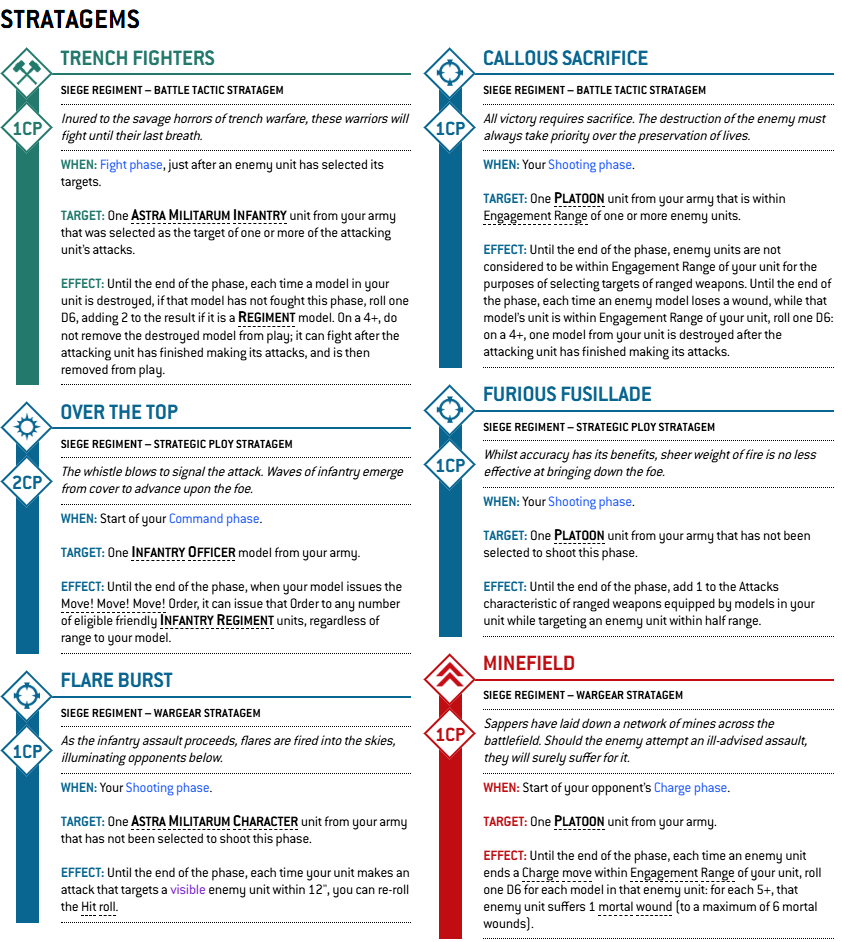 STRATAGEMS
TRENCH FIGHTERS
SIEGE REGIMENT – BATTLE TACTIC STRATAGEM
1CP
Inured to the savage horrors of trench warfare, these warriors will
fight until their last breath.
WHEN: Fight phase, just after an enemy unit has selected its
targets.
TARGET: One ASTRA MILITARUM INFANTRY unit from your army
that was selected as the target of one or more of the attacking
unit's attacks.
EFFECT: Until the end of the phase, each time a model in your
unit is destroyed, if that model has not fought this phase, roll one
D6, adding 2 to the result if it is a REGIMENT model. On a 4+, do
not remove the destroyed model from play; it can fight after the
attacking unit has finished making its attacks, and is then
removed from play.
OVER THE TOP
SIEGE REGIMENT – STRATEGIC PLOY STRATAGEM
2CP
The whistle blows to signal the attack. Waves of infantry emerge
from cover to advance upon the foe.
WHEN: Start of your Command phase.
TARGET: One INFANTRY OFFICER model from your army.
EFFECT: Until the end of the phase, when your model issues the
Move! Move! Move! Order, it can issue that Order to any number
of eligible friendly INFANTRY REGIMENT units, regardless of
range to your model.
FLARE BURST
SIEGE REGIMENT – WARGEAR STRATAGEM
1CP
As the infantry assault proceeds, flares are fired into the skies,
illuminating opponents below.
WHEN: Your Shooting phase.
TARGET: One ASTRA MILITARUM CHARACTER unit from your army
that has not been selected to shoot this phase.
EFFECT: Until the end of the phase, each time your unit makes an
attack that targets a visible enemy unit within 12", you can re-roll
the Hit roll.
CALLOUS SACRIFICE
SIEGE REGIMENT – BATTLE TACTIC STRATAGEM
1CP
All victory requires sacrifice. The destruction of the enemy must
always take priority over the preservation of lives.
WHEN: Your Shooting phase.
TARGET: One PLATOON unit from your army that is within
Engagement Range of one or more enemy units.
EFFECT: Until the end of the phase, enemy units are not
considered to be within Engagement Range of your unit for the
purposes of selecting targets of ranged weapons. Until the end of
the phase, each time an enemy model loses a wound, while that
model's unit is within Engagement Range of your unit, roll one D6:
on a 4+, one model from your unit is destroyed after the
attacking unit has finished making its attacks.
FURIOUS FUSILLADE
SIEGE REGIMENT – STRATEGIC PLOY STRATAGEM
1CP
Whilst accuracy has its benefits, sheer weight of fire is no less
effective at bringing down the foe.
WHEN: Your Shooting phase.
TARGET: One PLATOON unit from your army that has not been
selected to shoot this phase.
EFFECT: Until the end of the phase, add 1 to the Attacks
characteristic of ranged weapons equipped by models in your
unit while targeting an enemy unit within half range.
MINEFIELD
SIEGE REGIMENT – WARGEAR STRATAGEM
1CP
Sappers have laid down a network of mines across the
battlefield. Should the enemy attempt an ill-advised assault,
they will surely suffer for it.
WHEN: Start of your opponent's Charge phase.
TARGET: One PLATOON unit from your army.
EFFECT: Until the end of the phase, each time an enemy unit
ends a Charge move within Engagement Range of your unit, roll
one D6 for each model in that enemy unit: for each 5+, that
enemy unit suffers 1 mortal wound (to a maximum of 6 mortal
wounds).